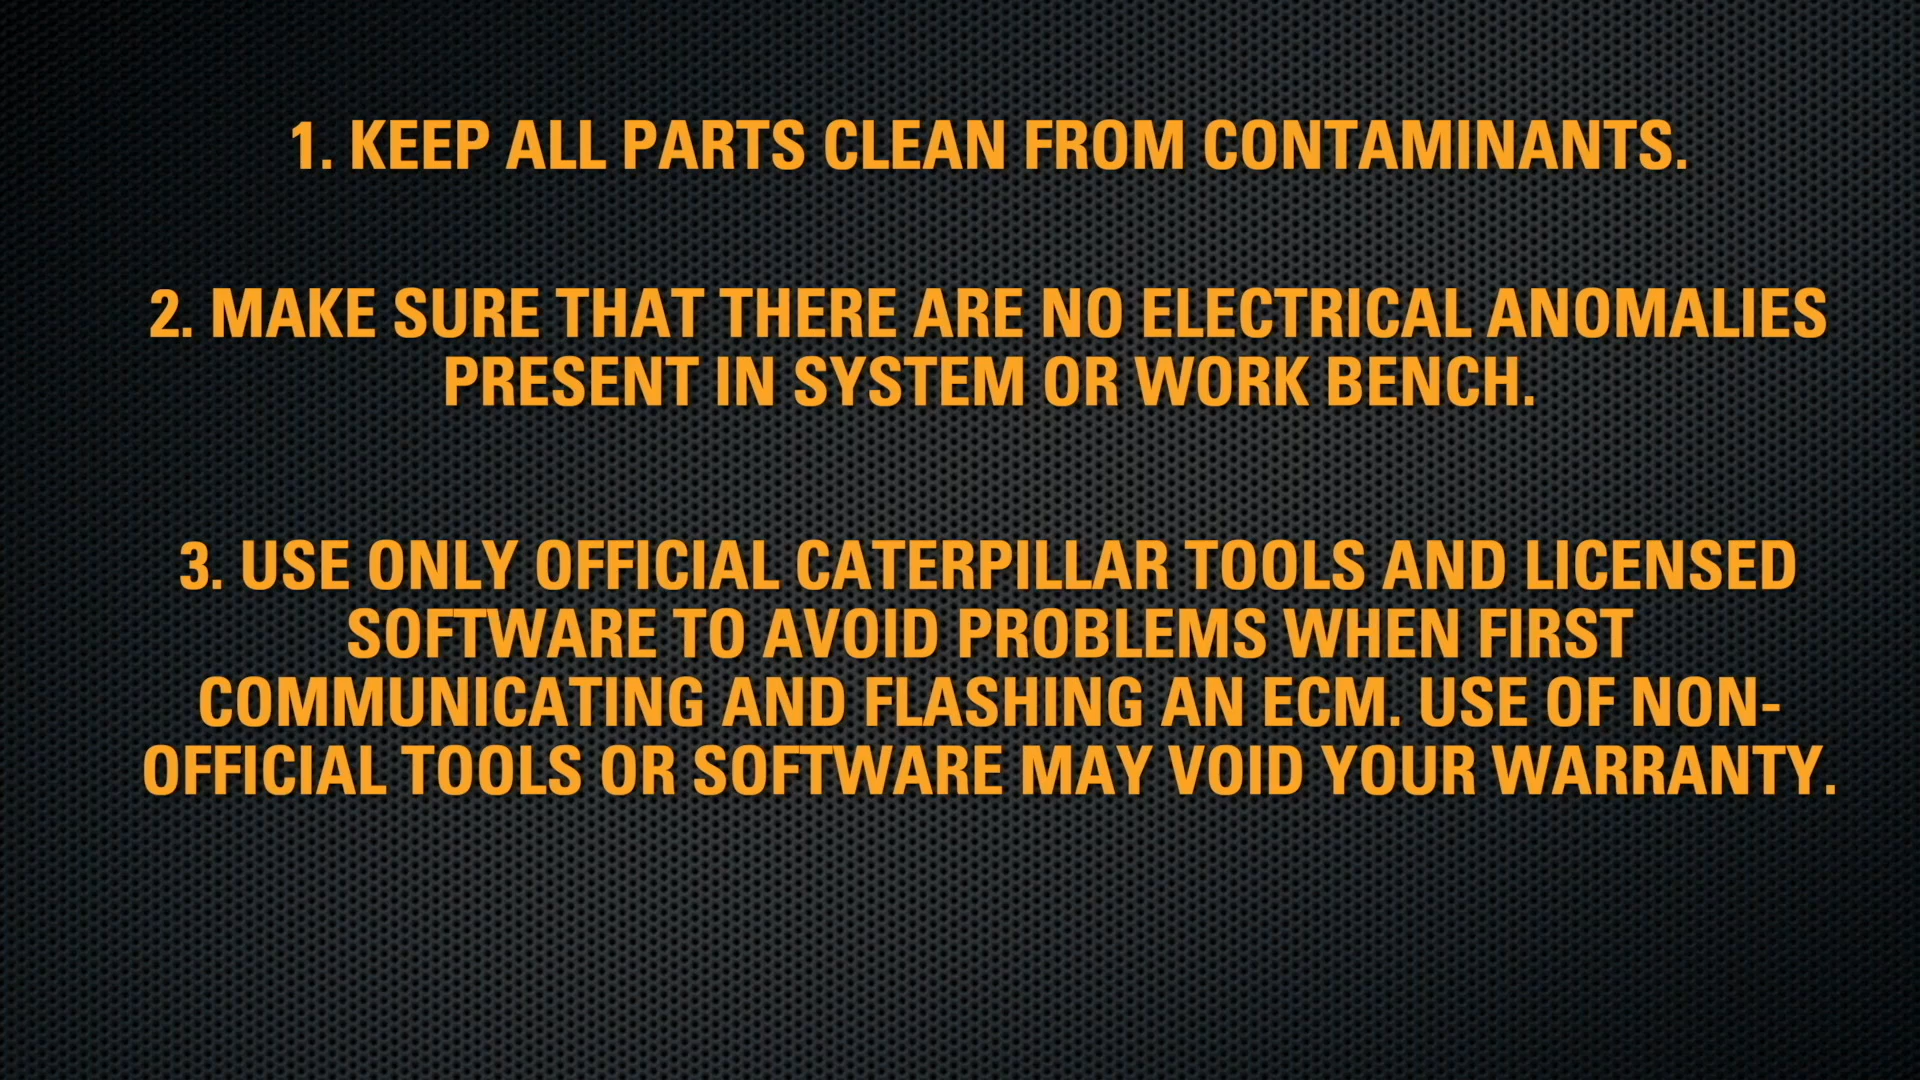 1. KEEP ALL PARTS CLEAN FROM CONTAMINANTS.
2. MAKE SURE THAT THERE ARE NO ELECTRICAL ANOMALIES
PRESENT IN SYSTEM OR WORK BENCH.
3. USE ONLY OFFICIAL CATERPILLAR TOOLS AND LICENSED
SOFTWARE TO AVOID PROBLEMS WHEN FIRST
COMMUNICATING AND FLASHING AN ECM. USE OF NON-
OFFICIAL TOOLS OR SOFTWARE MAY VOID YOUR WARRANTY.